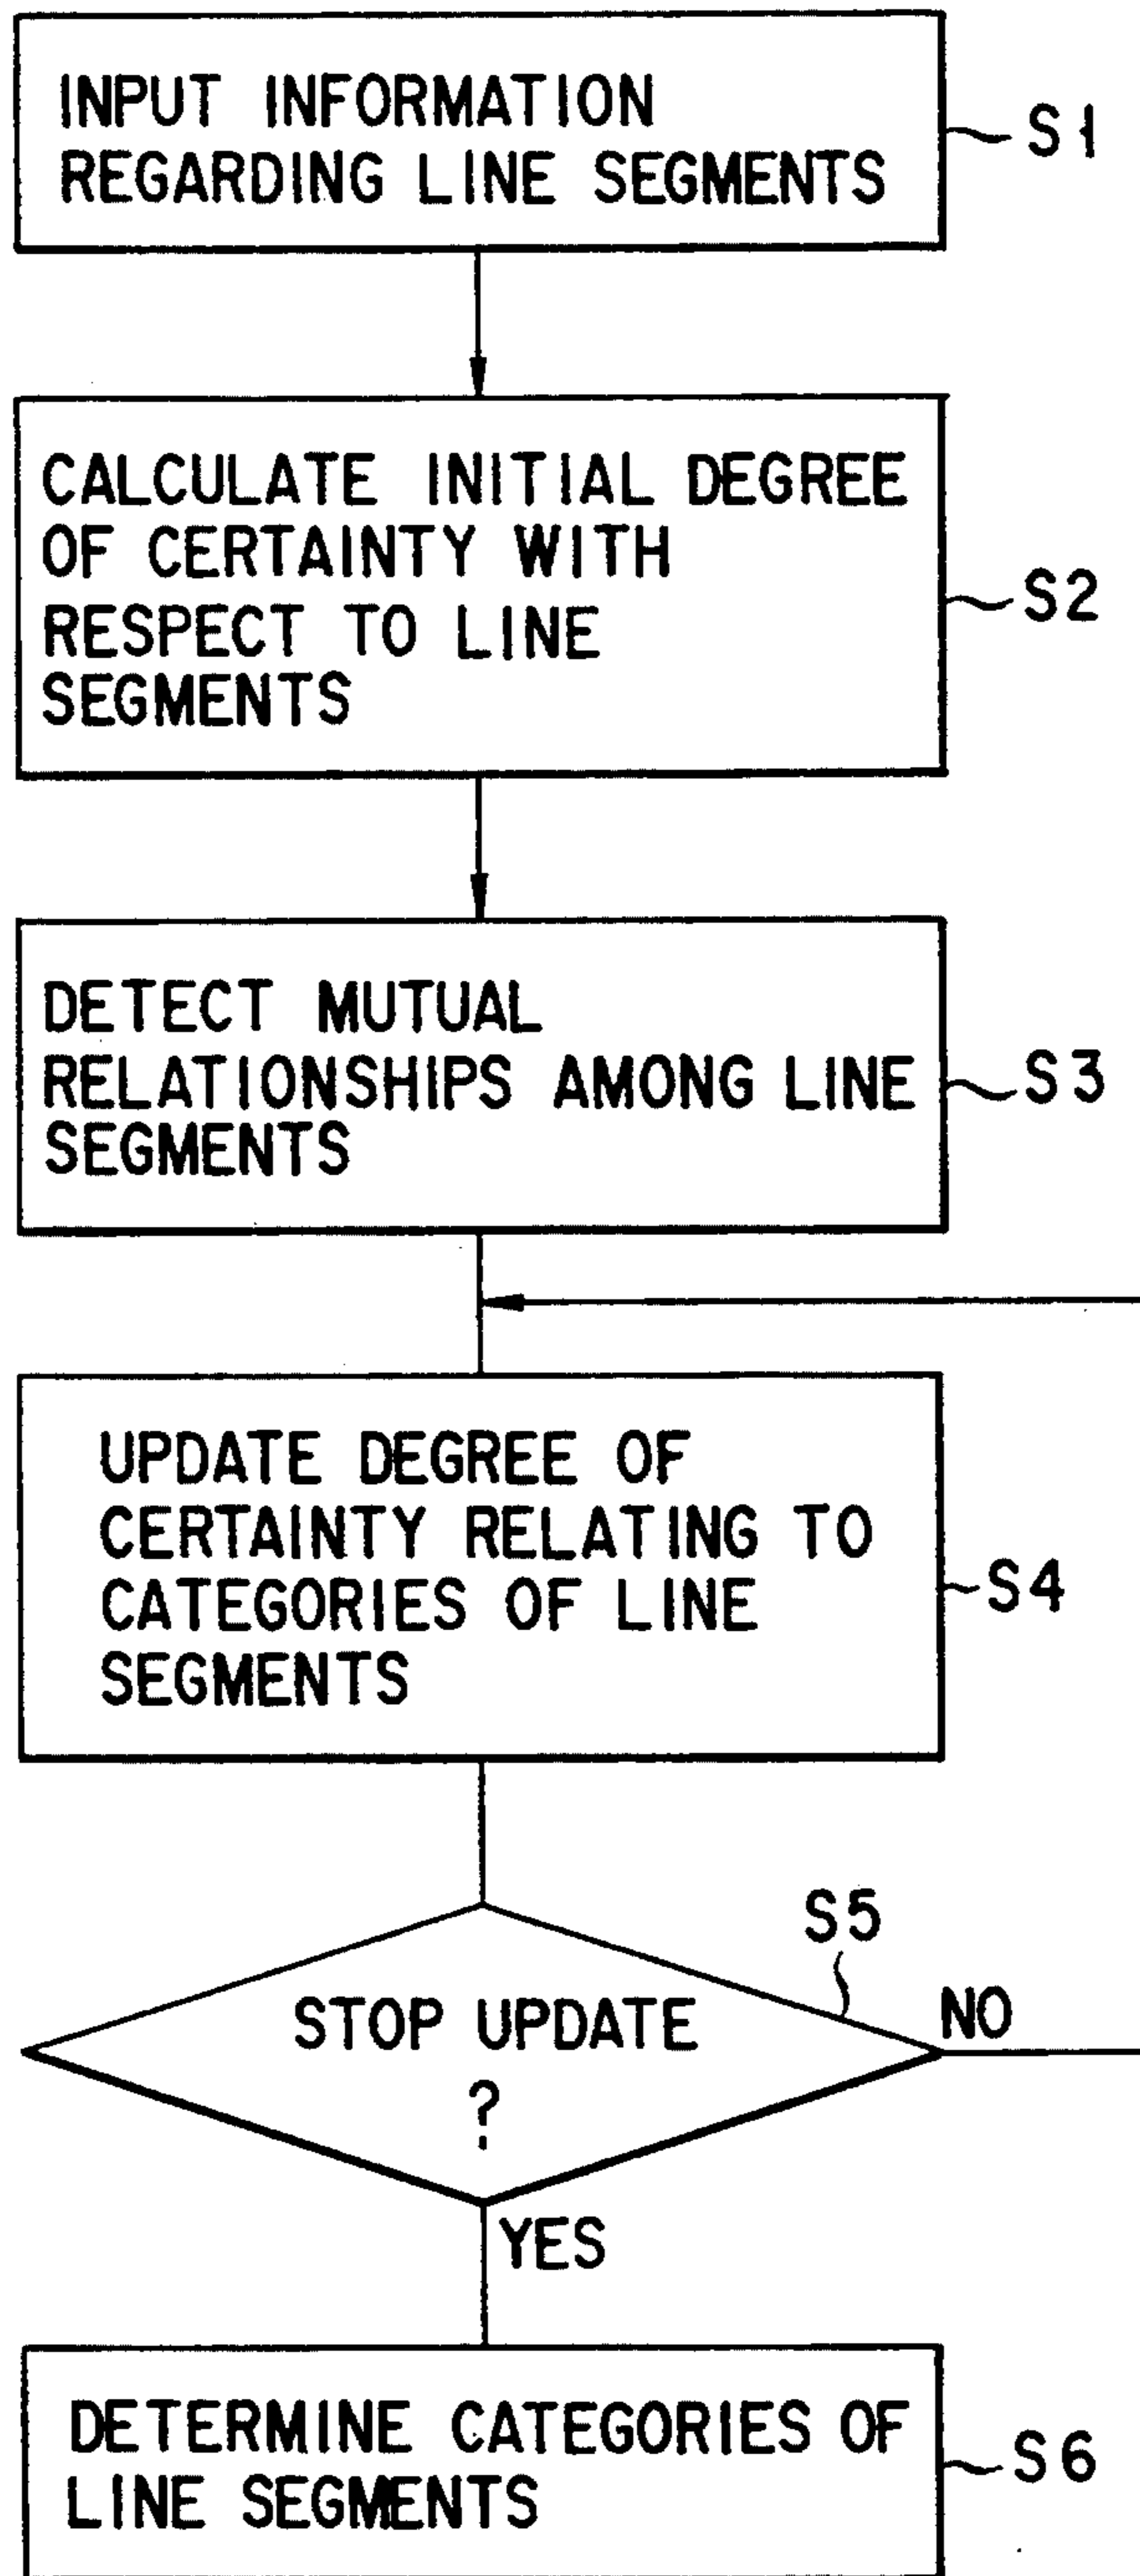 INPUT INFORMATION
REGARDING LINE SEGMENTS
S1
CALCULATE INITIAL DEGREE
OF CERTAINTY WITH
RESPECT TO LINE
SEGMENTS
S2
DETECT MUTUAL
RELATIONSHIPS AMONG LINE
SEGMENTS
S3
UPDATE DEGREE OF
CERTAINTY RELATING TO
CATEGORIES OF LINE
SEGMENTS
S4
S5
STOP UPDATE
?
NO
YES
DETERMINE CATEGORIES OF
LINE SEGMENTS
S6